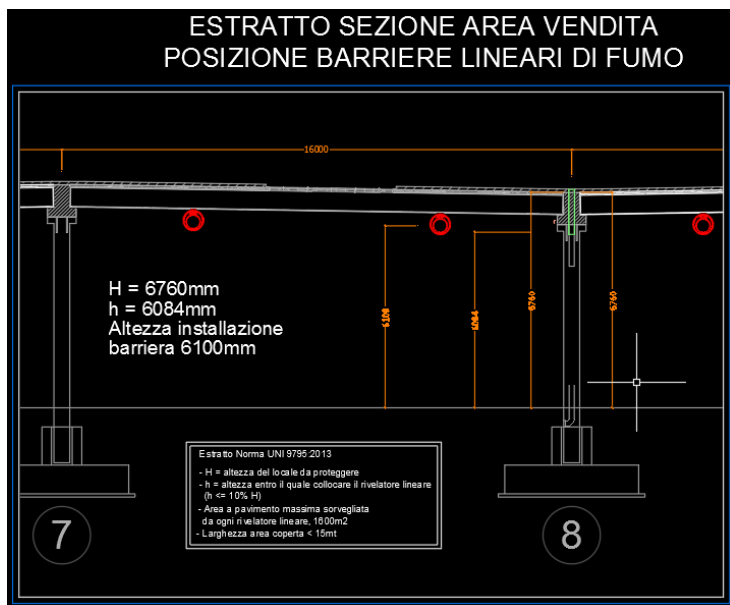 ESTRATTO SEZIONE AREA VENDITA
POSIZIONE BARRIERE LINEARI DI FUMO
16000
H = 6760mm
h = 6084mm
Altezza installazione
barriera 6100mm
6100
6084
6760
6760
Estratto Norma UNI 9795:2013
- H = altezza del locale da proteggere
- h = altezza entro il quale collocare il rivelatore lineare
(h <= 10% H)
- Area a pavimento massima sorvegliata
da ogni rivelatore lineare, 1600m2
- Larghezza area coperta < 15mt
7
8